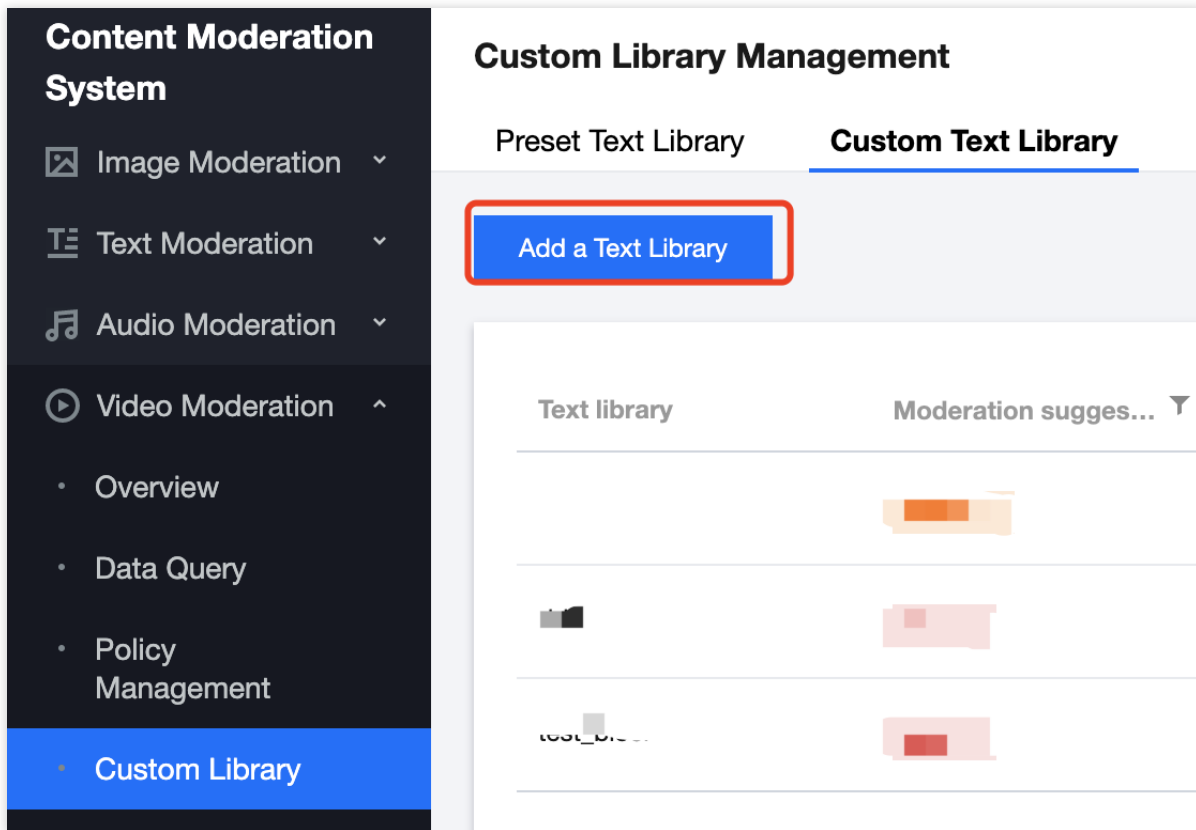 Content Moderation
System
Image Moderation
Text Moderation
Audio Moderation
Video Moderation
Overview
Data Query
Policy
Management
Custom Library
Custom Library Management
Preset Text Library
Custom Text Library
Add a Text Library
Text library
Moderation sugges...